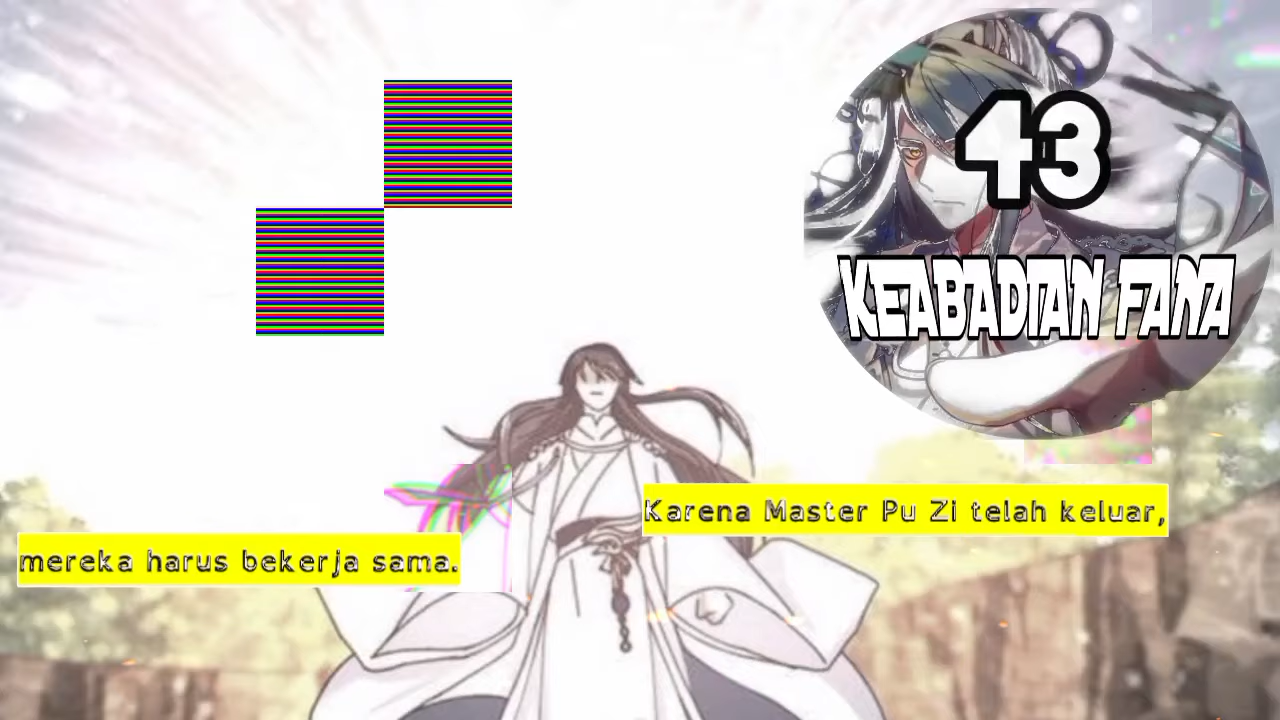 43
KEABADIAN FANA
Karena Master Pu Zi telah keluar,
mereka harus bekerja sama.